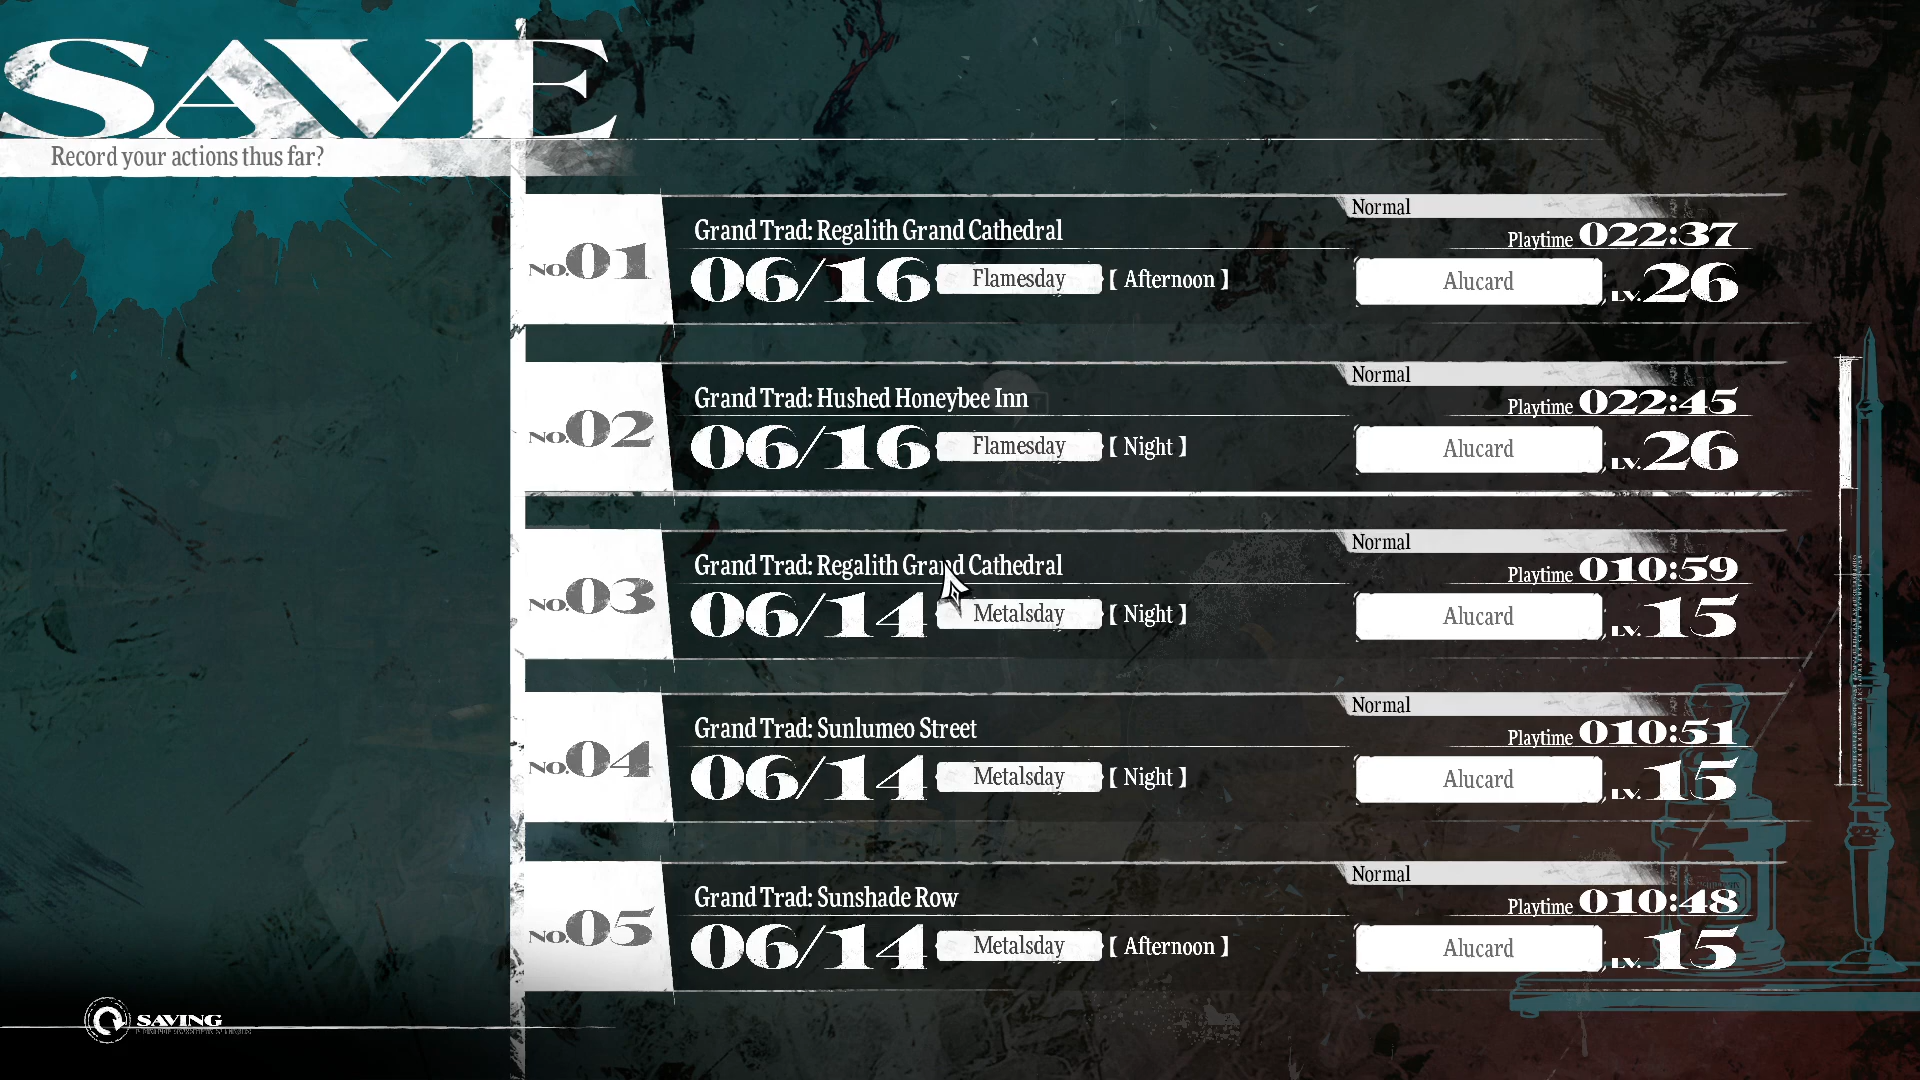 SAVE
Record your actions thus far?
NO.01
Grand Trad: Regalith Grand Cathedral
06/16 Flamesday [ Afternoon ]
Normal
Playtime 022:37
Alucard LV.26
NO.02
Grand Trad: Hushed Honeybee Inn
06/16 Flamesday [ Night ]
Normal
Playtime 022:45
Alucard LV.26
NO.03
Grand Trad: Regalith Grand Cathedral
06/14 Metalsday [ Night ]
Normal
Playtime 010:59
Alucard LV.15
NO.04
Grand Trad: Sunlumeo Street
06/14 Metalsday [ Night ]
Normal
Playtime 010:51
Alucard LV.15
NO.05
Grand Trad: Sunshade Row
06/14 Metalsday [ Afternoon ]
Normal
Playtime 010:48
Alucard LV.15
SAVING